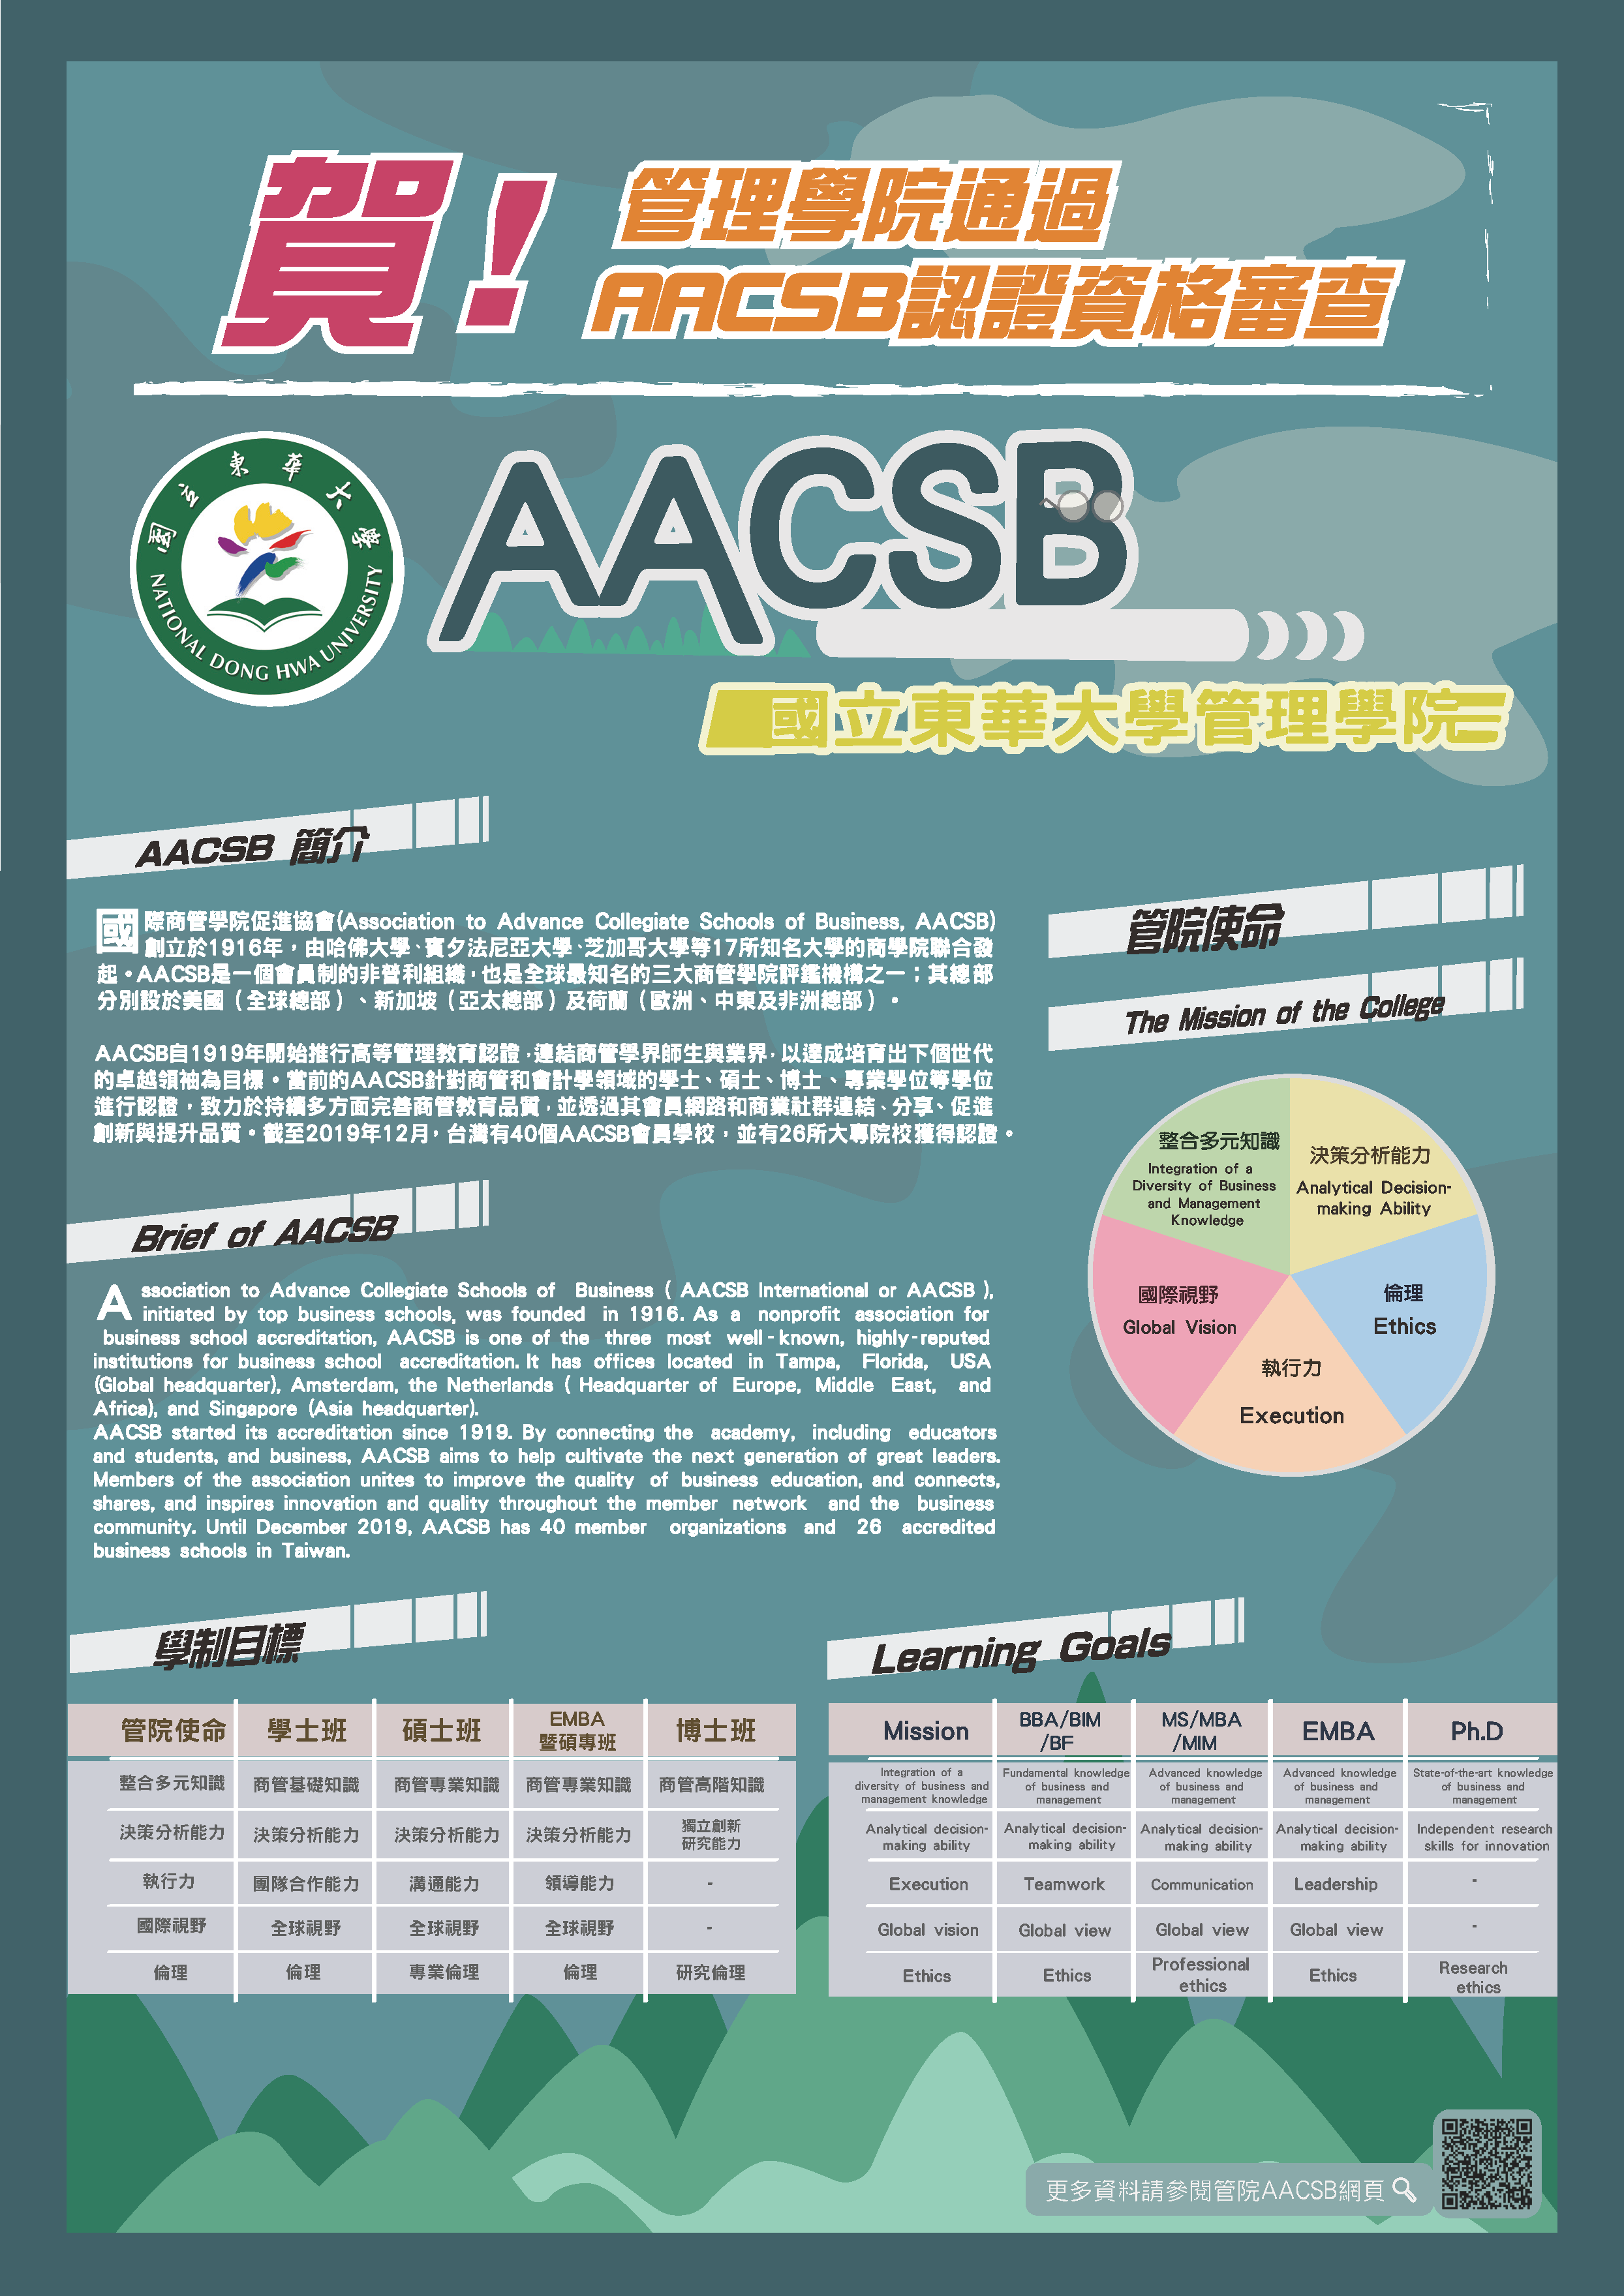 賀!
管理學院通過
AACSB認證資格審查
國立東華大學
NATIONAL DONG HWA UNIVERSITY
AACSB
國立東華大學管理學院
AACSB 簡介
國際商管學院促進協會(Association to Advance Collegiate Schools of Business, AACSB)
創立於1916年，由哈佛大學、賓夕法尼亞大學、芝加哥大學等17所知名大學的商學院聯合發
起。AACSB是一個會員制的非營利組織，也是全球最知名的三大商管學院評鑑機構之一；其總部
分別設於美國（全球總部）、新加坡（亞太總部）及荷蘭（歐洲、中東及非洲總部）。
AACSB自1919年開始推行高等管理教育認證，連結商管學界師生與業界，以達成培育出下個世代
的卓越領袖為目標。當前的AACSB針對商管和會計學領域的學士、碩士、博士、專業學位等學位
進行認證，致力於持續多方面完善商管教育品質，並透過其會員網路和商業社群連結、分享、促進
創新與提升品質。截至2019年12月，台灣有40個AACSB會員學校，並有26所大專院校獲得認證。
Brief of AACSB
Association to Advance Collegiate Schools of Business ( AACSB International or AACSB ),
initiated by top business schools, was founded in 1916. As a nonprofit association for
business school accreditation, AACSB is one of the three most well-known, highly-reputed
institutions for business school accreditation. It has offices located in Tampa, Florida, USA
(Global headquarter), Amsterdam, the Netherlands ( Headquarter of Europe, Middle East, and
Africa), and Singapore (Asia headquarter).
AACSB started its accreditation since 1919. By connecting the academy, including educators
and students, and business, AACSB aims to help cultivate the next generation of great leaders.
Members of the association unites to improve the quality of business education, and connects,
shares, and inspires innovation and quality throughout the member network and the business
community. Until December 2019, AACSB has 40 member organizations and 26 accredited
business schools in Taiwan.
管院使命
The Mission of the College
整合多元知識
Integration of a
Diversity of Business
and Management
Knowledge
決策分析能力
Analytical Decision-
making Ability
國際視野
Global Vision
倫理
Ethics
執行力
Execution
學制目標
管院使命 學士班 碩士班 EMBA 暨碩專班 博士班
整合多元知識 商管基礎知識 商管專業知識 商管專業知識 商管高階知識
決策分析能力 決策分析能力 決策分析能力 決策分析能力 獨立創新 研究能力
執行力 團隊合作能力 溝通能力 領導能力 -
國際視野 全球視野 全球視野 全球視野 -
倫理 倫理 專業倫理 倫理 研究倫理
Learning Goals
Mission BBA/BIM /BF MS/MBA /MIM EMBA Ph.D
Integration of a Fundamental knowledge Advanced knowledge Advanced knowledge State-of-the-art knowledge
diversity of business and of business and of business and of business and of business and
management knowledge management management management management
Analytical decision- Analytical decision- Analytical decision- Analytical decision- Independent research
making ability making ability making ability making ability skills for innovation
Execution Teamwork Communication Leadership -
Global vision Global view Global view Global view -
Ethics Ethics Professional ethics Ethics Research ethics
更多資料請參閱管院AACSB網頁